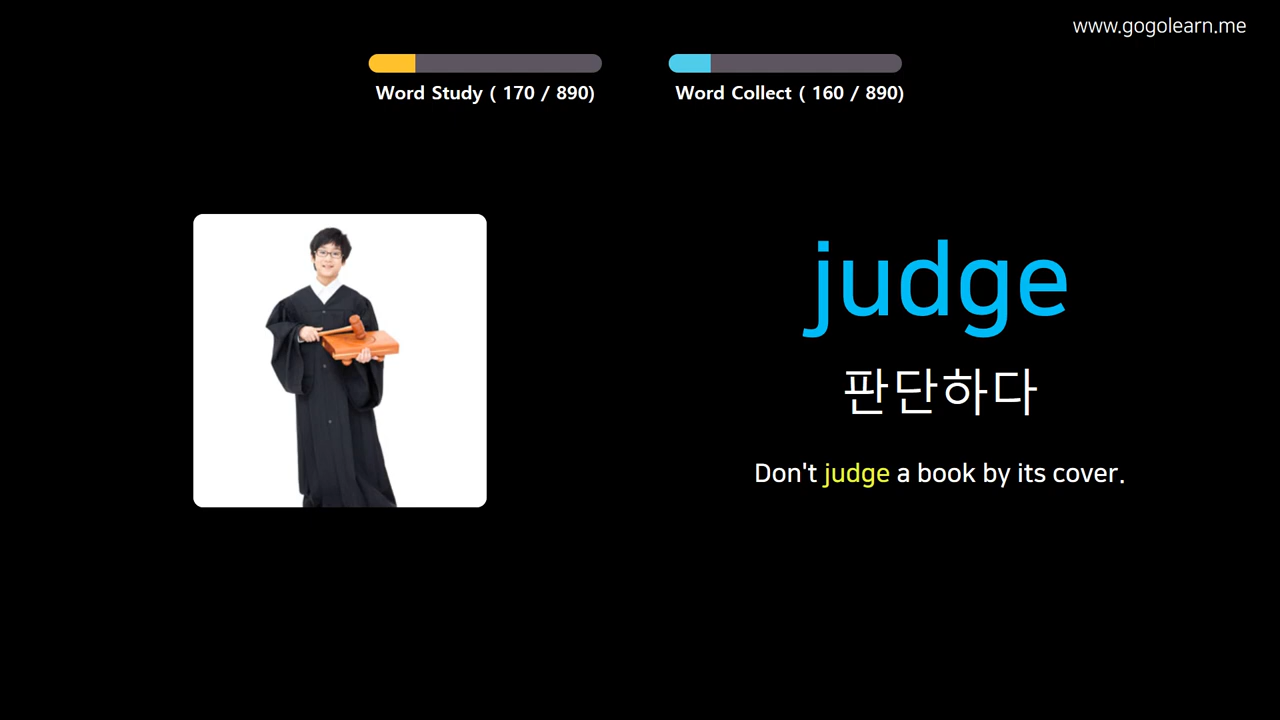 www.gogolearn.me
Word Study ( 170 / 890)
Word Collect ( 160 / 890)
judge
판단하다
Don't judge a book by its cover.